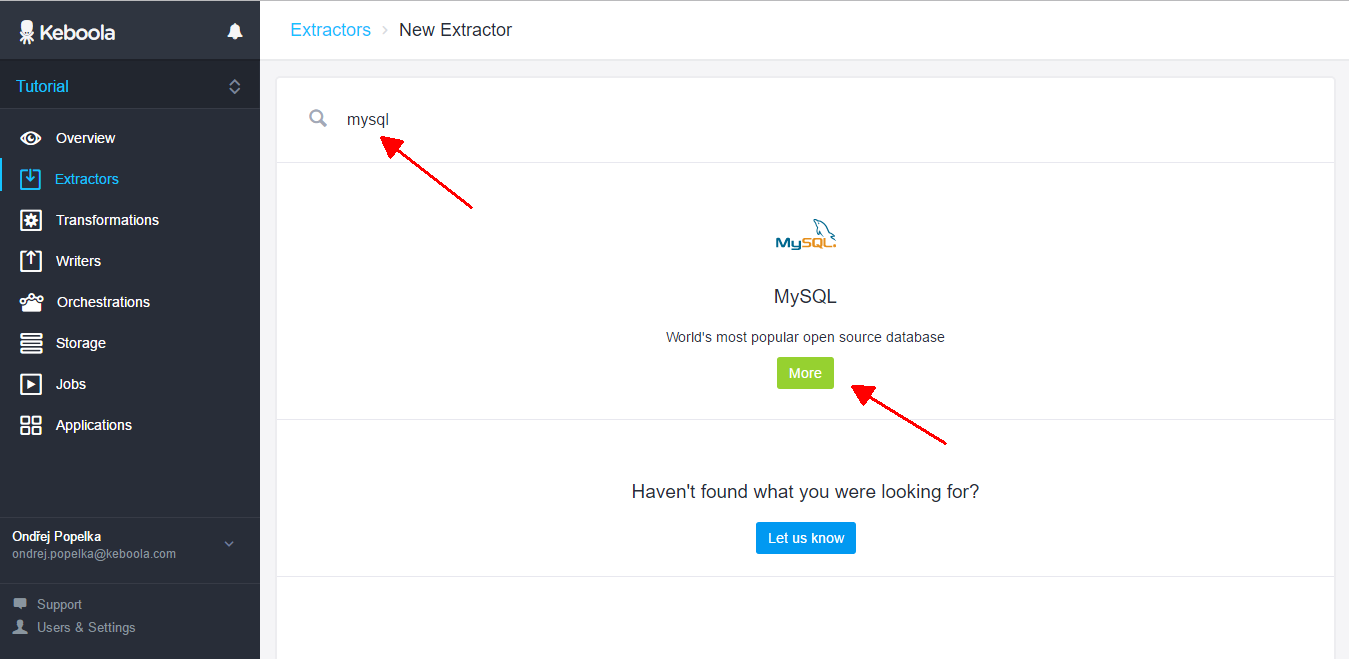 Keboola
Extractors > New Extractor
Tutorial
mysql
Overview
Extractors
Transformations
Writers
Orchestrations
Storage
Jobs
Applications
MySQL.
MySQL
World's most popular open source database
More
Haven't found what you were looking for?
Let us know
Ondřej Popelka
ondrej.popelka@keboola.com
Support
Users & Settings